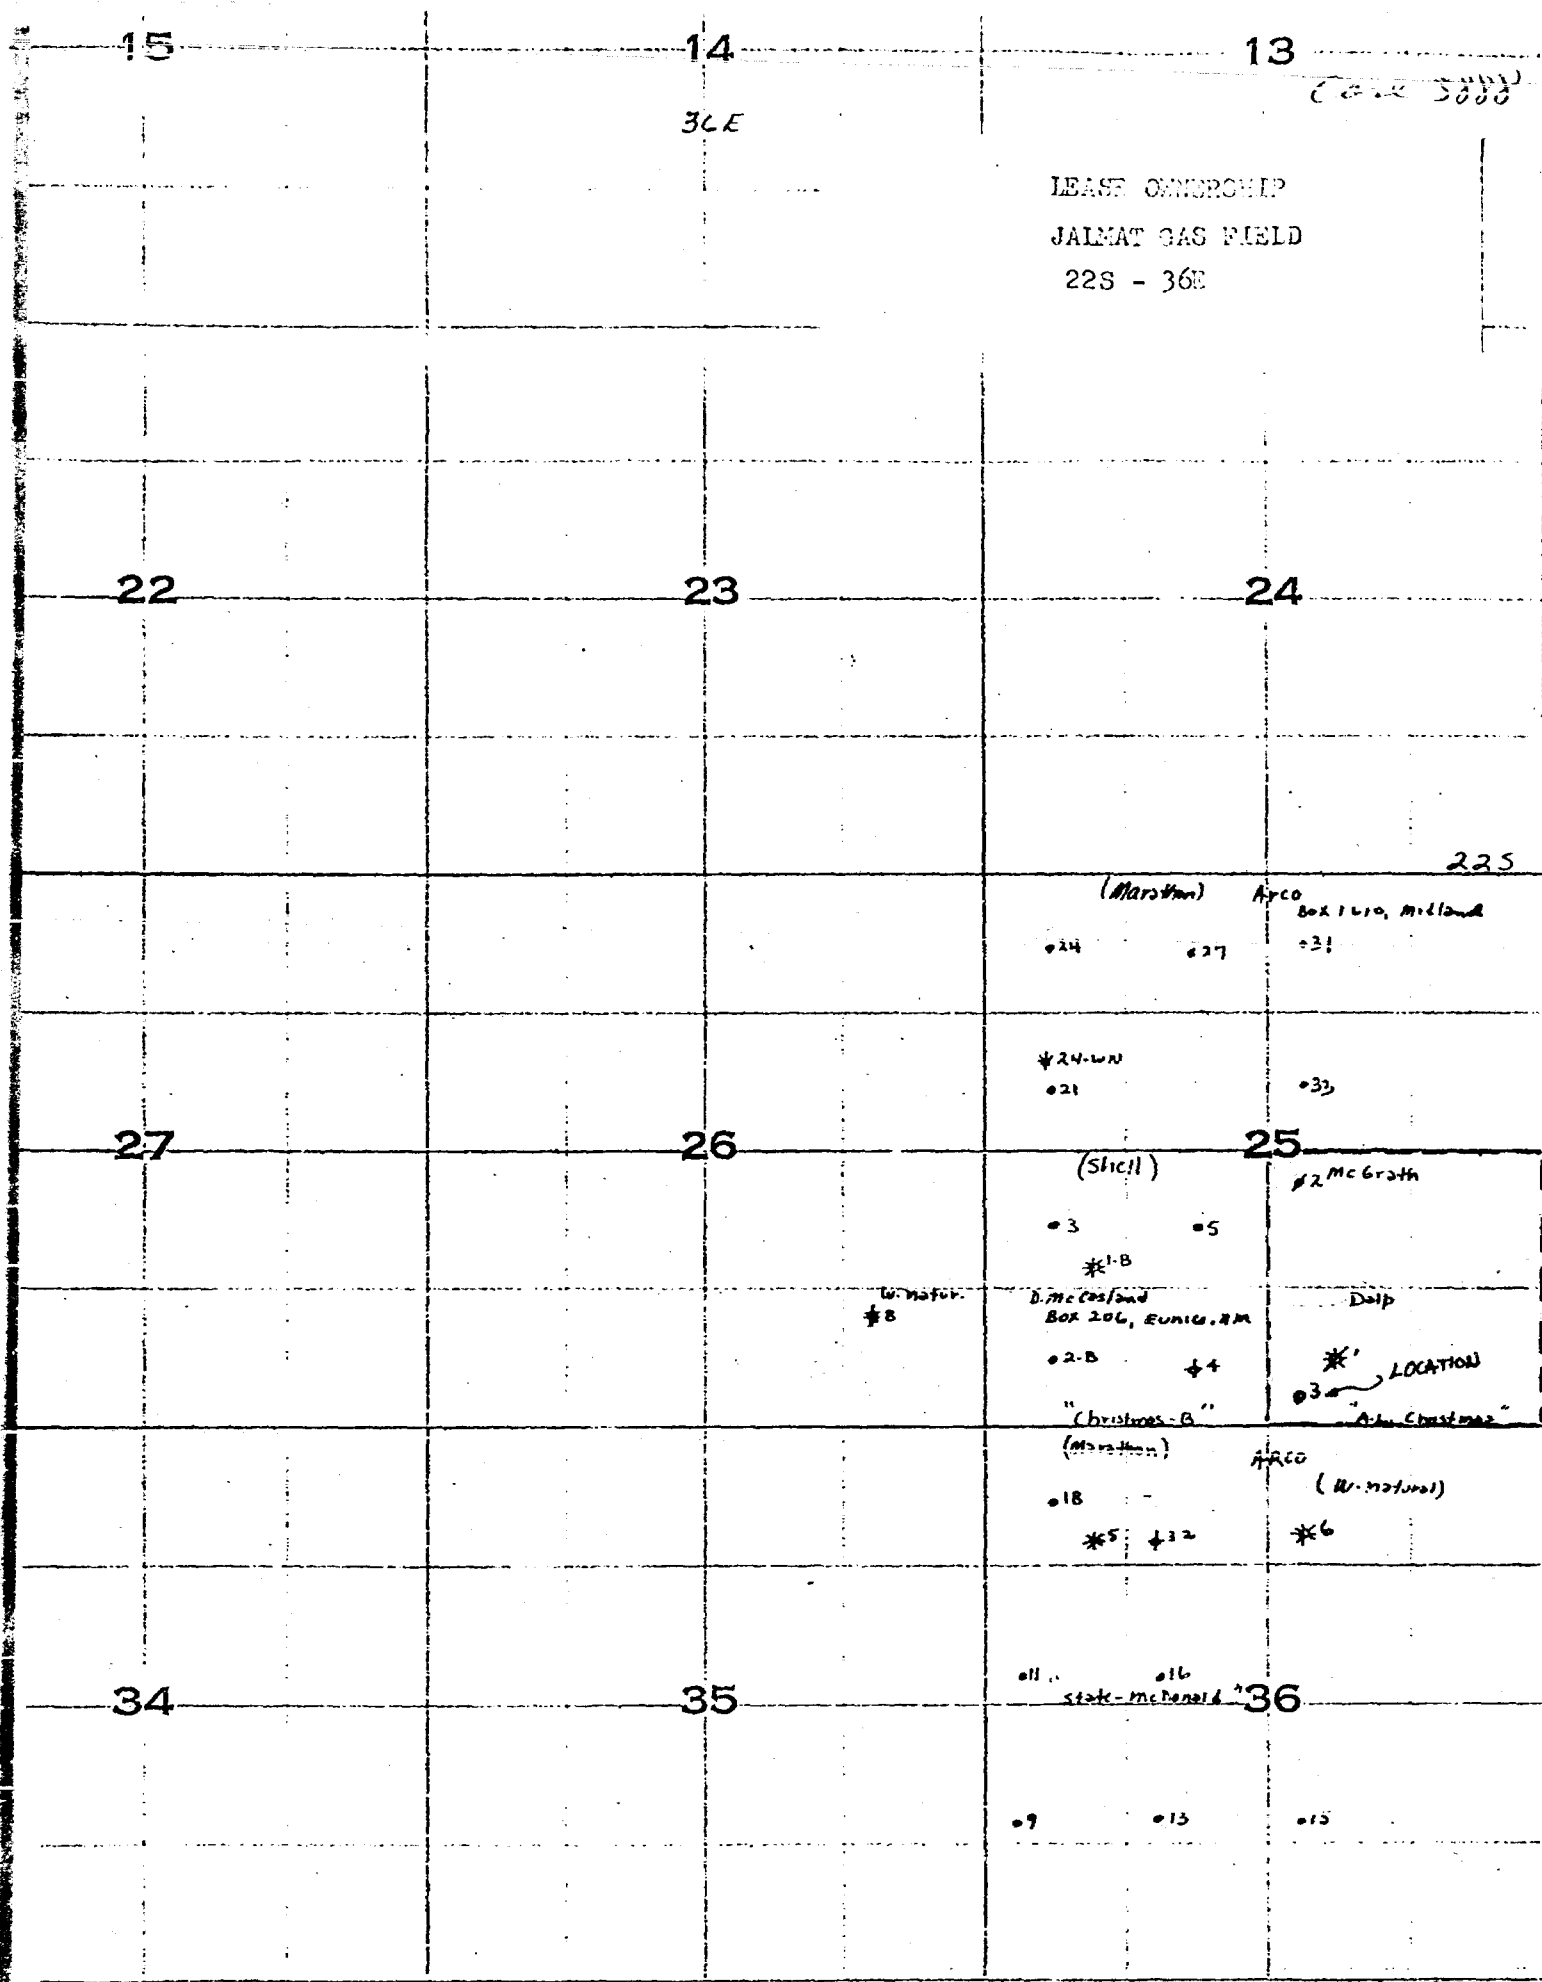 15 14 13
Case
36E
LEASE OWNERSHIP
JALMAT GAS FIELD
22S - 36E
22 23 24
22S
(Marathon) Arco
Box 1610, Midland
24 27 31
24-WN
21 33
27 26 25
(Shell)
2 McGrath
3 5
1-B
W. Natur. D. McCasland Dalp
8 Box 206, Eunice, NM
2-B 4 1
3 LOCATION
"Christmas-B" "A.L. Christmas"
(Marathon) ARCO
(W. Natural)
18
5 32 6
11 16
34 35 State-McDonald" 36
9 13 15